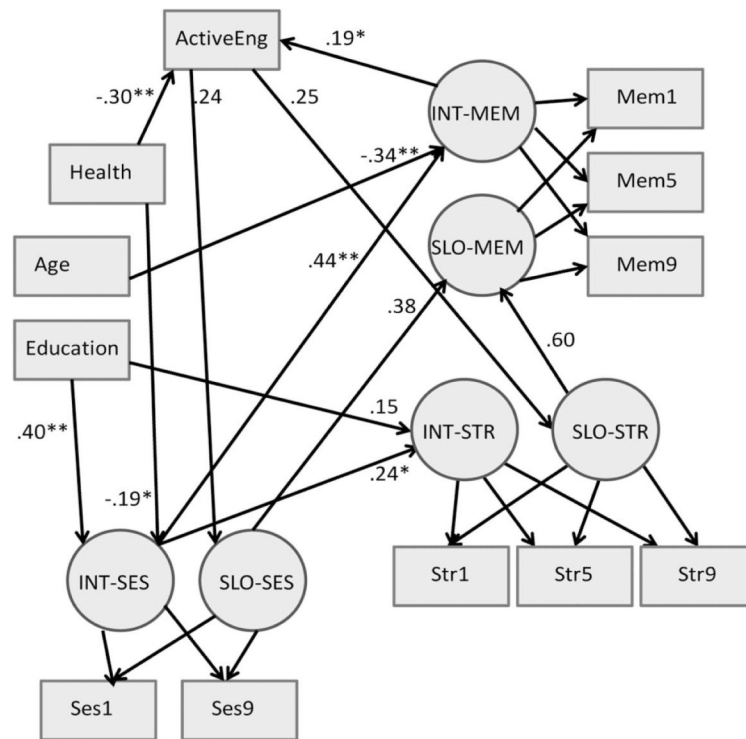 ActiveEng
.19*
-.30**
.24
.25
INT-MEM
Mem1
Health
-.34**
Mem5
Age
.44**
SLO-MEM
Mem9
.38
Education
.60
.15
.40**
INT-STR
SLO-STR
.24*
-.19*
INT-SES
SLO-SES
Str1
Str5
Str9
Ses1
Ses9